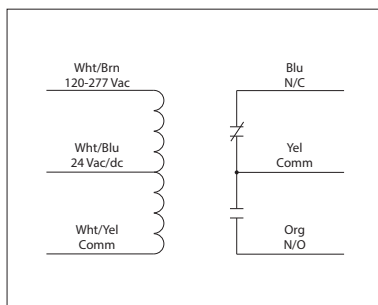 Wht/Brn
120-277 Vac
Blu
N/C
Wht/Blu
24 Vac/dc
Yel
Comm
Wht/Yel
Comm
Org
N/O